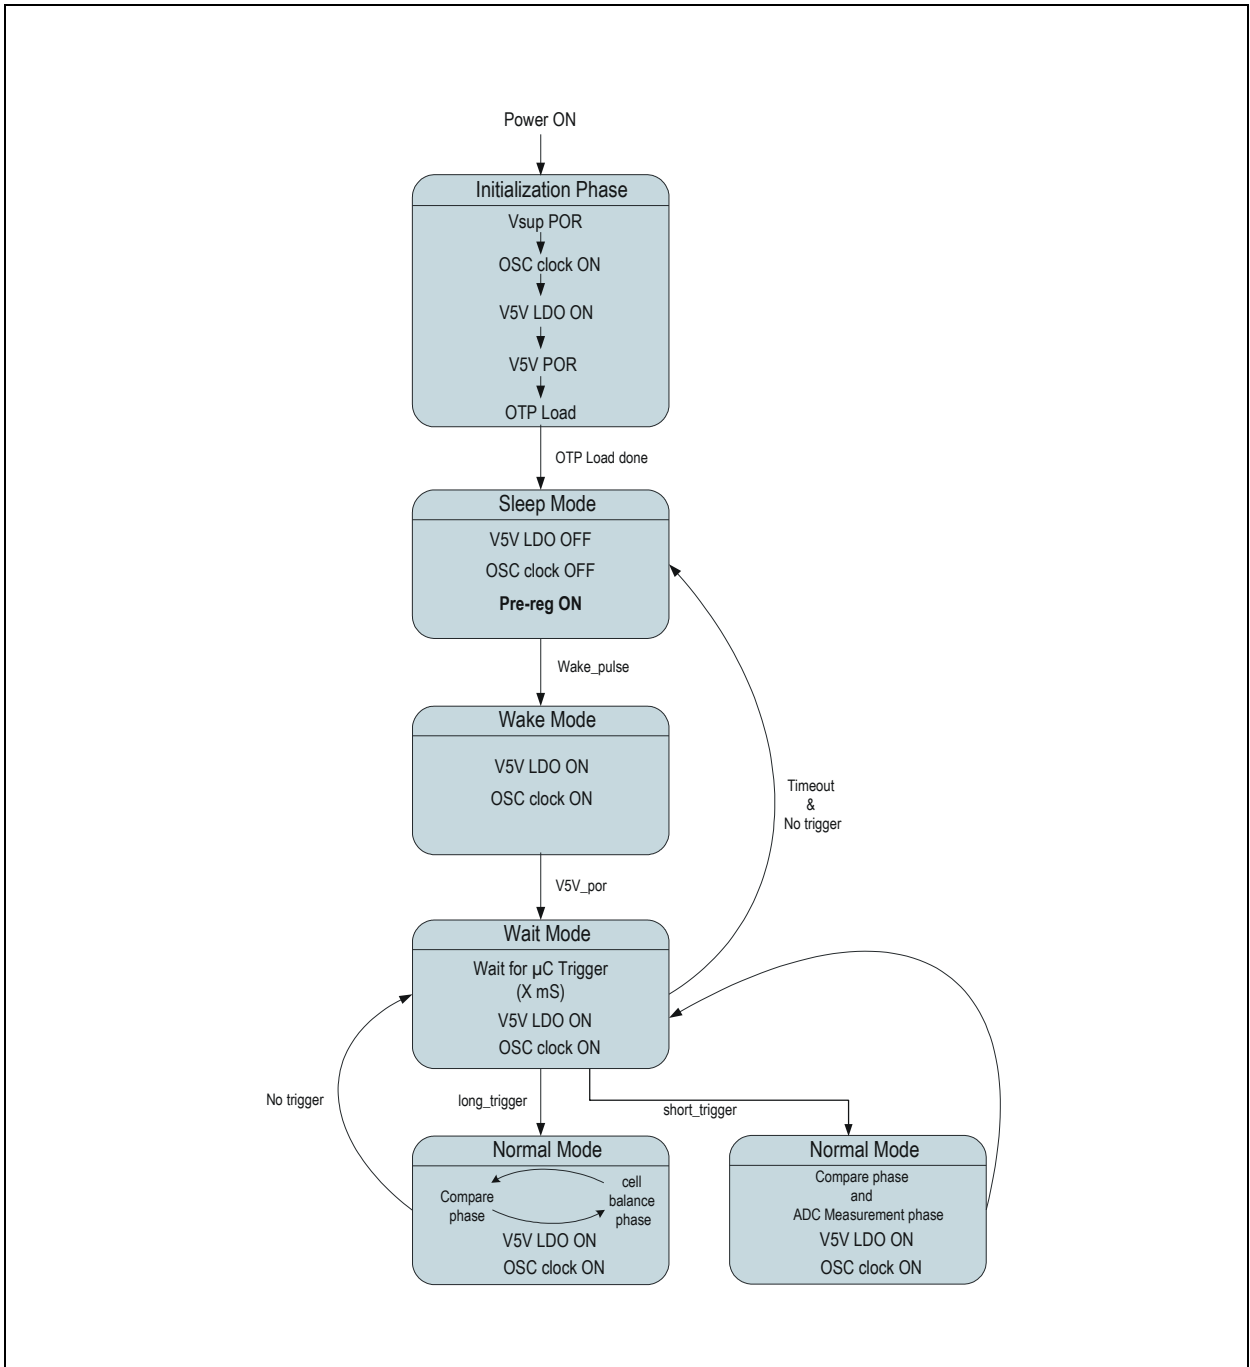 Power ON
Initialization Phase
Vsup POR
OSC clock ON
V5V LDO ON
V5V POR
OTP Load
OTP Load done
Sleep Mode
V5V LDO OFF
OSC clock OFF
Pre-reg ON
Wake_pulse
Wake Mode
V5V LDO ON
OSC clock ON
Timeout
&
No trigger
V5V_por
Wait Mode
Wait for µC Trigger
(X mS)
V5V LDO ON
OSC clock ON
No trigger
long_trigger
short_trigger
Normal Mode
Compare
phase
cell
balance
phase
V5V LDO ON
OSC clock ON
Normal Mode
Compare phase
and
ADC Measurement phase
V5V LDO ON
OSC clock ON